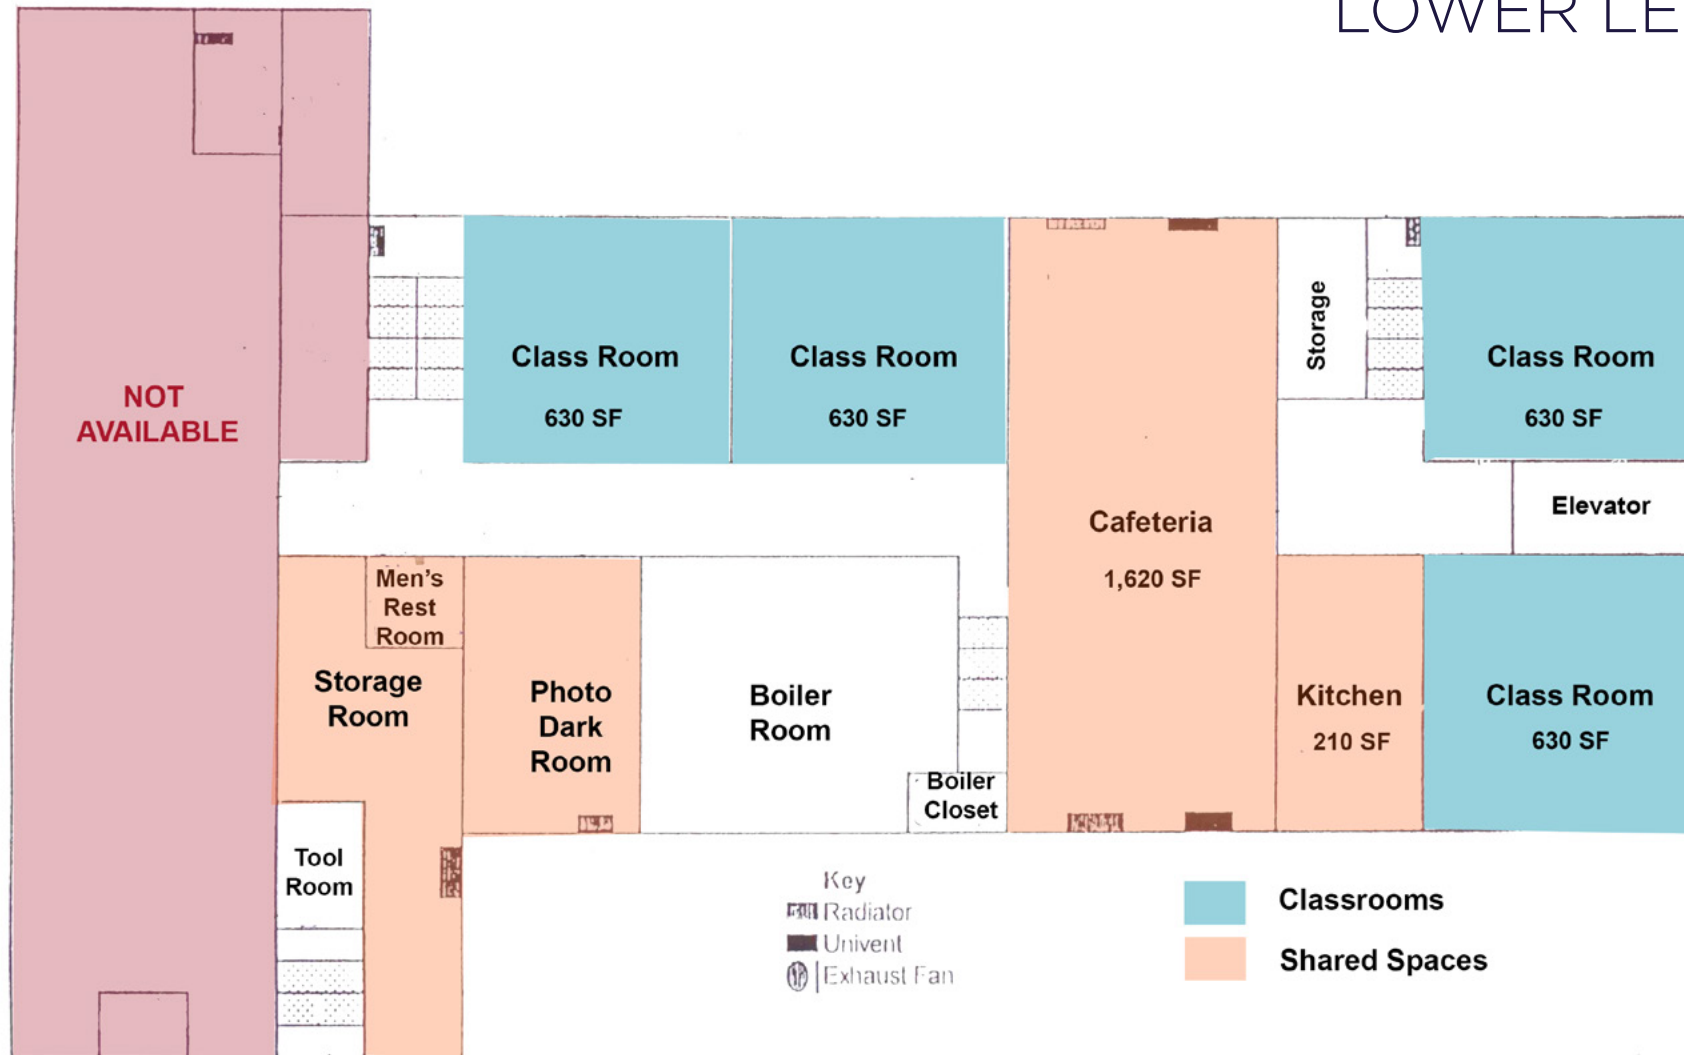 LOWER LE
NOT
AVAILABLE
Class Room
630 SF
Class Room
630 SF
Storage
Class Room
630 SF
Elevator
Cafeteria
1,620 SF
Men's
Rest
Room
Storage
Room
Photo
Dark
Room
Boiler
Room
Boiler
Closet
Kitchen
210 SF
Class Room
630 SF
Tool
Room
Key
Radiator
Univent
Exhaust Fan
Classrooms
Shared Spaces